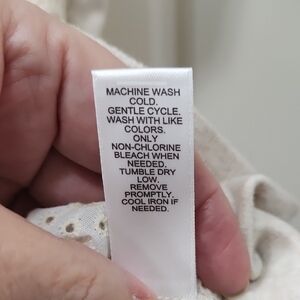 MACHINE WASH
COLD.
GENTLE CYCLE.
WASH WITH LIKE
COLORS.
ONLY
NON-CHLORINE
BLEACH WHEN
NEEDED.
TUMBLE DRY
LOW.
REMOVE
PROMPTLY.
COOL IRON IF
NEEDED.